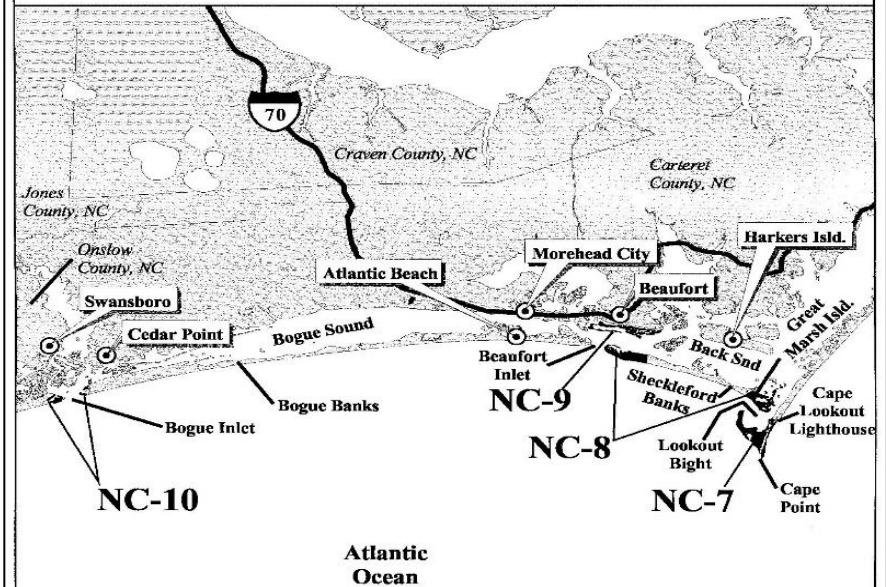 70
Craven County, NC
Carteret
County, NC
Jones
County, NC
Onslow
County, NC
Harkers Isld.
Morehead City
Atlantic Beach
Beaufort
Swansboro
Cedar Point
Bogue Sound
Great
Marsh Isld.
Back Snd
Beaufort
Inlet
NC-9
Sheckleford
Banks
Cape
Lookout
Lighthouse
Bogue Banks
Bogue Inlet
NC-8
Lookout
Bight
NC-10
NC-7
Cape
Point
Atlantic
Ocean